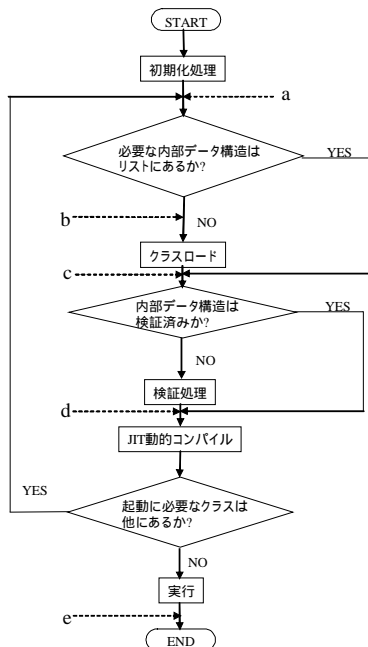 START
初期化処理
a
必要な内部データ構造は
リストにあるか?
YES
b
NO
クラスロード
c
内部データ構造は
検証済みか?
YES
NO
検証処理
d
JIT動的コンパイル
YES
起動に必要なクラスは
他にあるか?
NO
実行
e
END